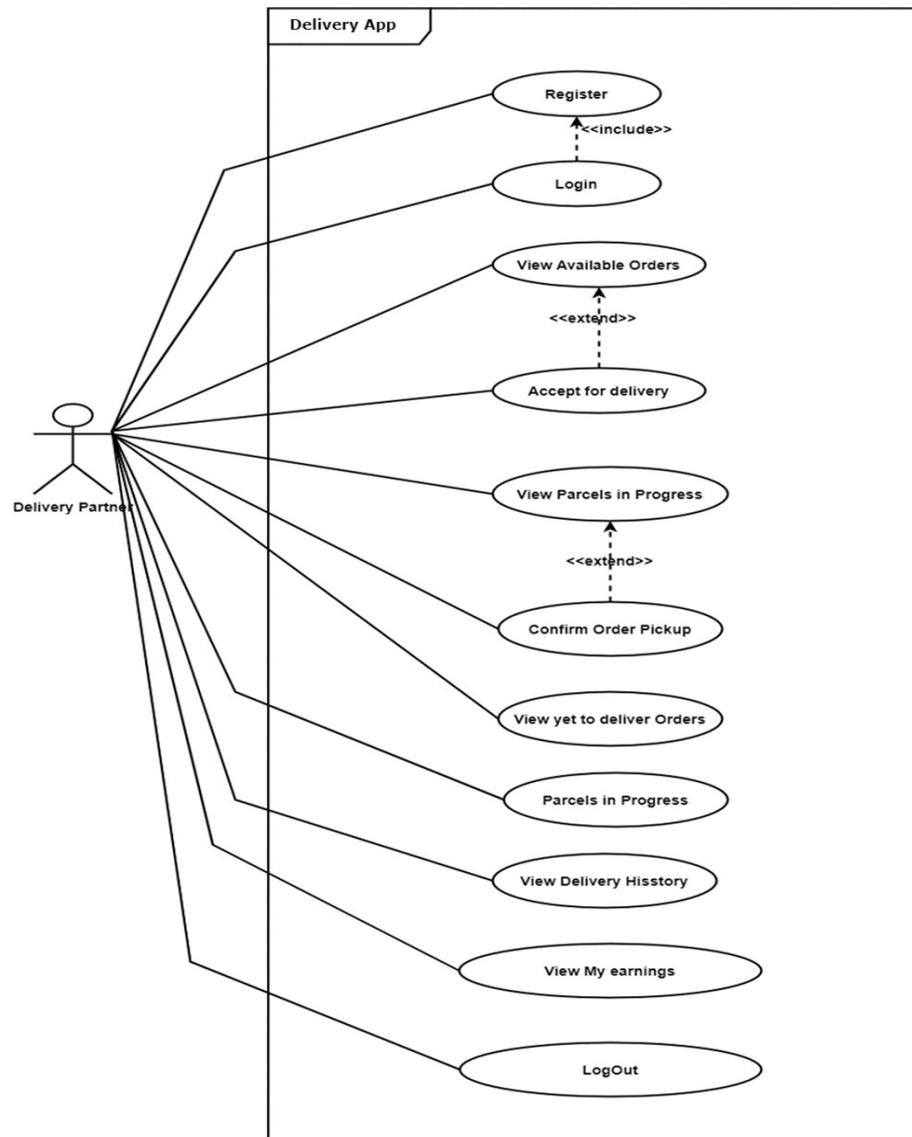 Delivery App
Register
<<include>>
Login
View Available Orders
<<extend>>
Accept for delivery
View Parcels in Progress
Delivery Partner
<<extend>>
Confirm Order Pickup
View yet to deliver Orders
Parcels in Progress
View Delivery Hisstory
View My earnings
LogOut